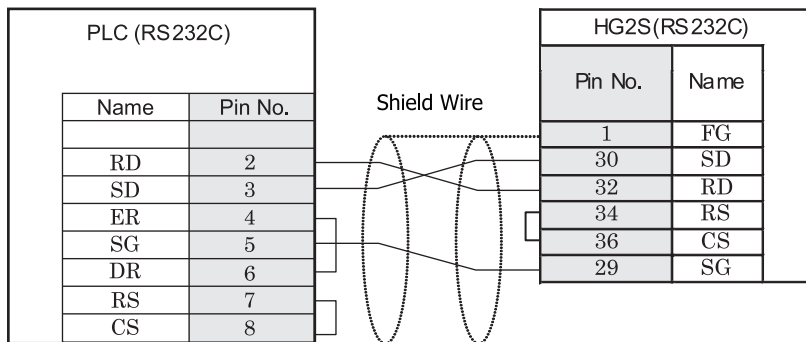 PLC (RS232C)
Name Pin No.
RD 2
SD 3
ER 4
SG 5
DR 6
RS 7
CS 8
Shield Wire
HG2S(RS232C)
Pin No. Name
1 FG
30 SD
32 RD
34 RS
36 CS
29 SG